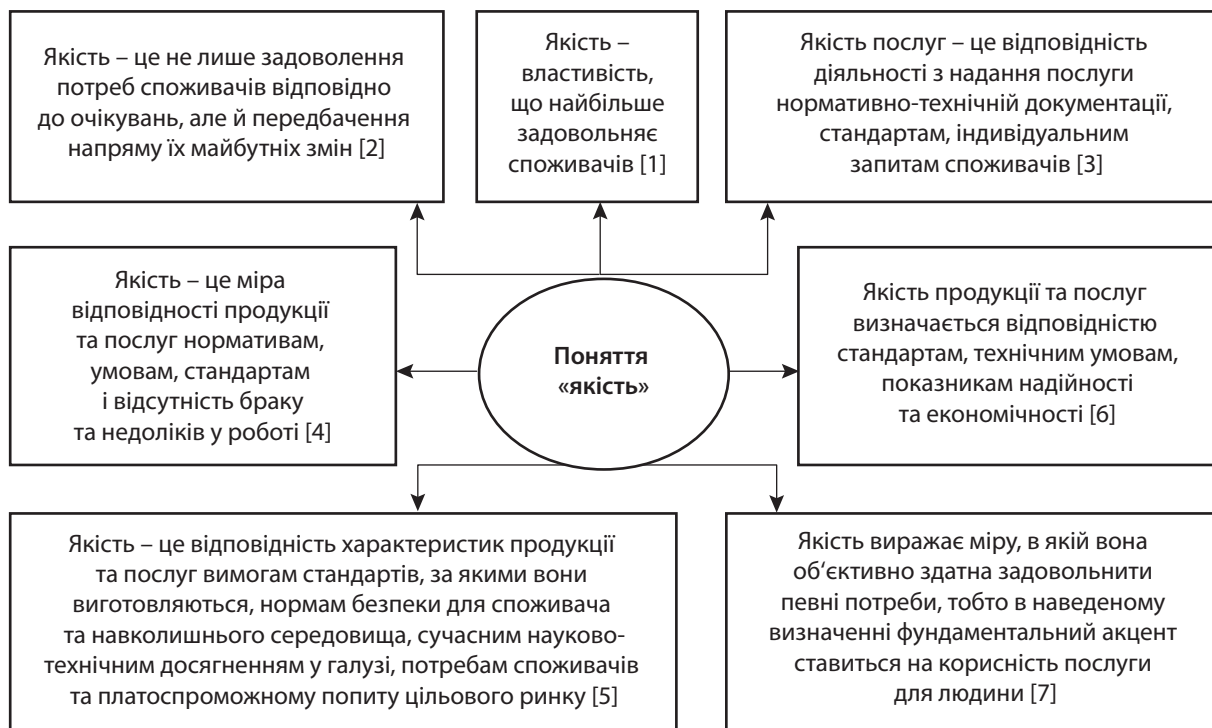 Якість – це не лише задоволення
потреб споживачів відповідно
до очікувань, але й передбачення
напряму їх майбутніх змін [2]
Якість –
властивість,
що найбільше
задовольняє
споживачів [1]
Якість послуг – це відповідність
діяльності з надання послуги
нормативно-технічній документації,
стандартам, індивідуальним
запитам споживачів [3]
Якість – це міра
відповідності продукції
та послуг нормативам,
умовам, стандартам
і відсутність браку
та недоліків у роботі [4]
Поняття
«якість»
Якість продукції та послуг
визначається відповідністю
стандартам, технічним умовам,
показникам надійності
та економічності [6]
Якість – це відповідність характеристик продукції
та послуг вимогам стандартів, за якими вони
виготовляються, нормам безпеки для споживача
та навколишнього середовища, сучасним науково-
технічним досягненням у галузі, потребам споживачів
та платоспроможному попиту цільового ринку [5]
Якість виражає міру, в якій вона
об‘єктивно здатна задовольнити
певні потреби, тобто в наведеному
визначенні фундаментальний акцент
ставиться на корисність послуги
для людини [7]